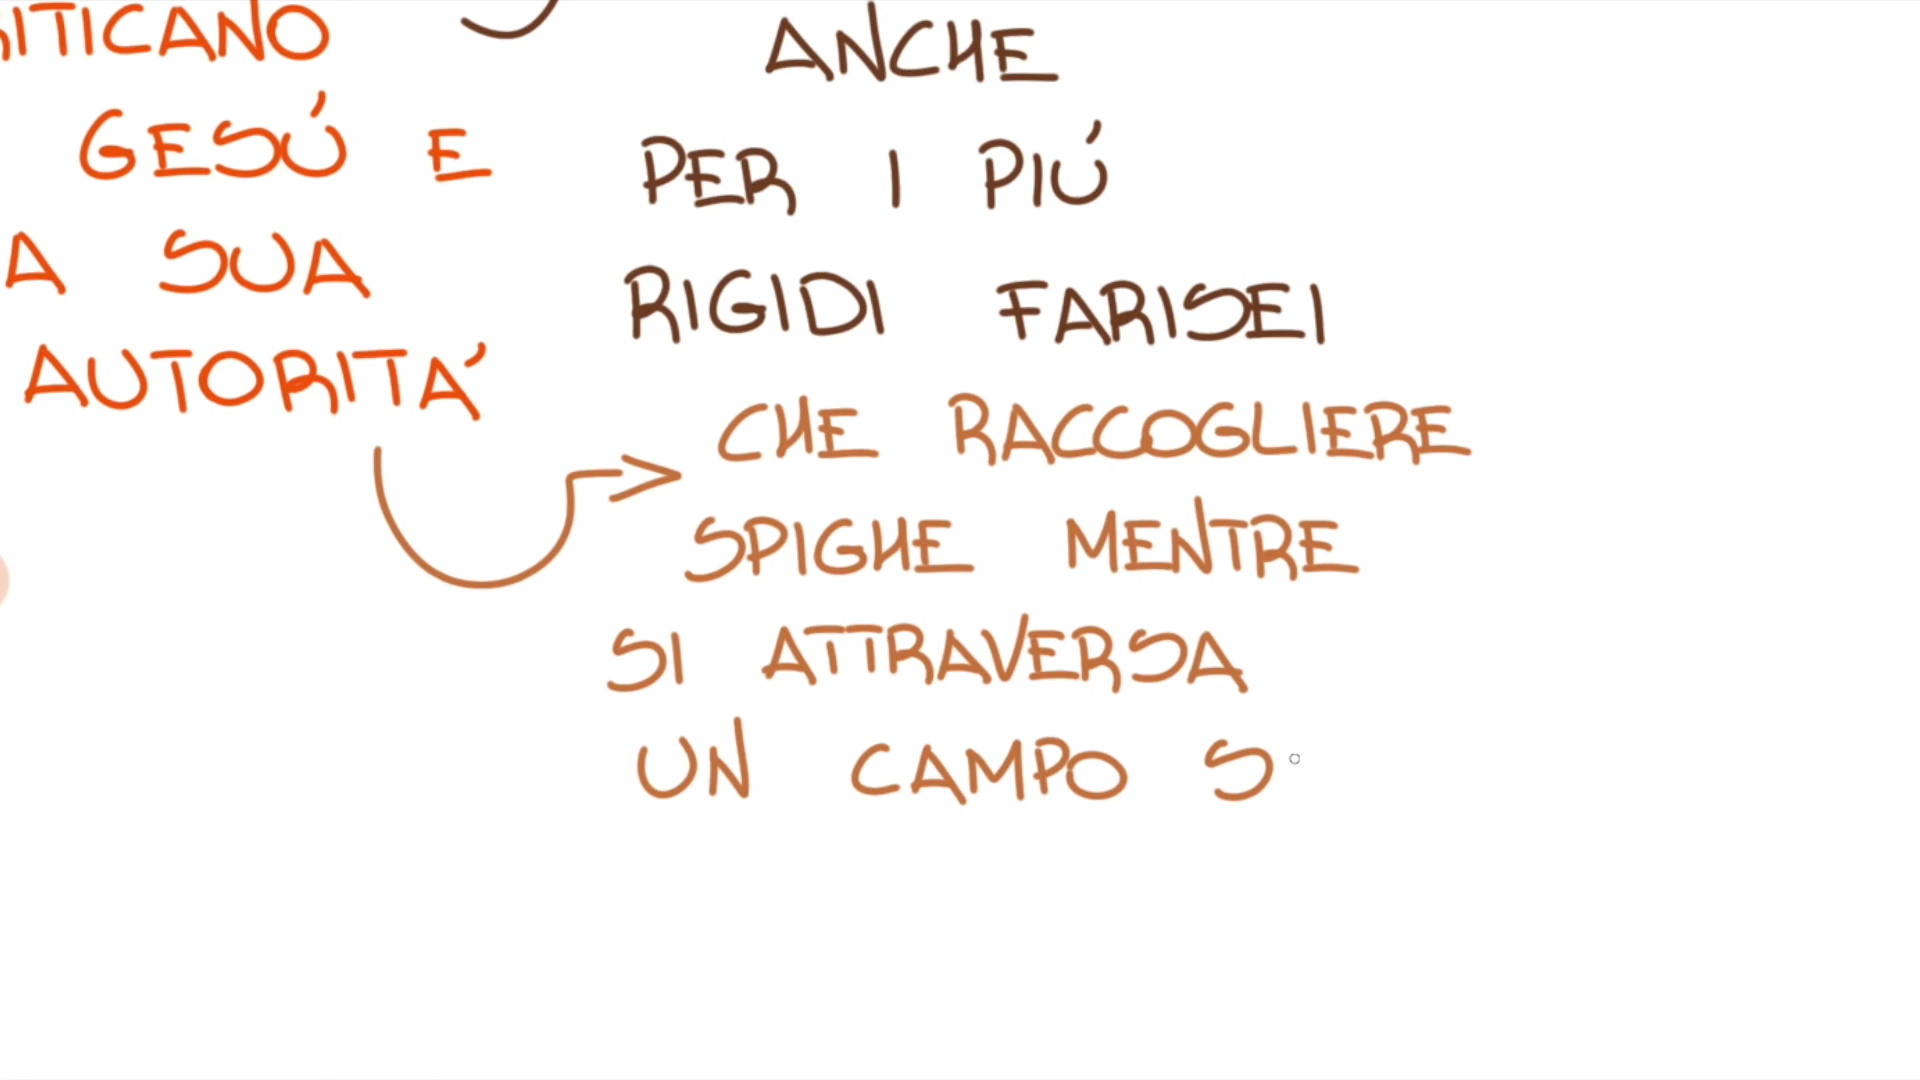 ITICANO
GESÚ E
A SUA
AUTORITA'
ANCHE
PER I PIÚ
RIGIDI FARISEI
CHE RACCOGLIERE
SPIGHE MENTRE
SI ATTRAVERSA
UN CAMPO S